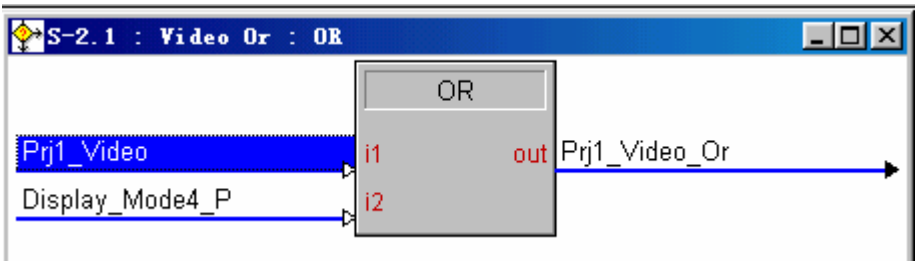 S-2.1 : Video Or : OR
OR
Prj1_Video i1 out Prj1_Video_Or
Display_Mode4_P i2